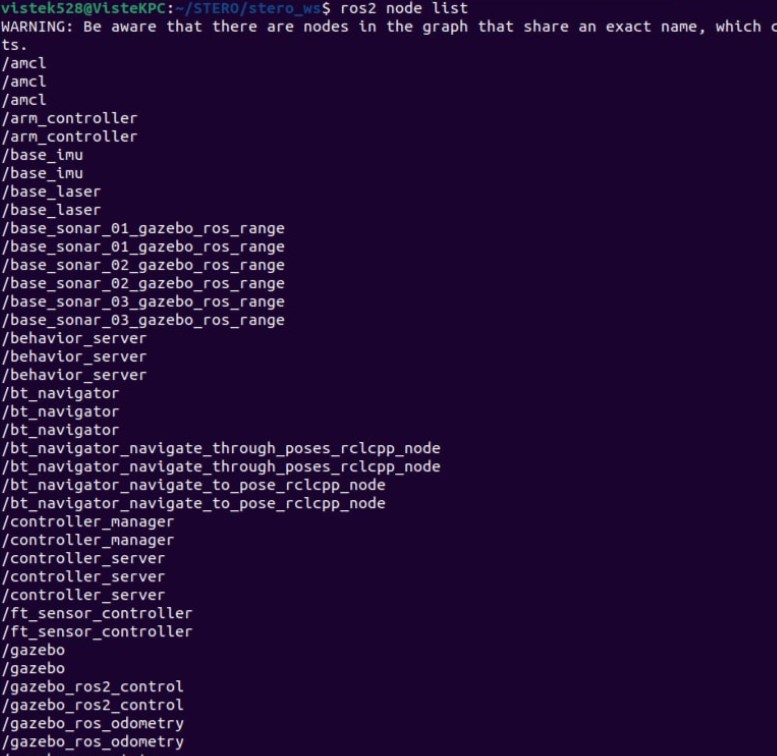 vistek528@VisteKPC:~/STERO/stero_ws$ ros2 node list
WARNING: Be aware that there are nodes in the graph that share an exact name, which
ts.
/amcl
/amcl
/amcl
/arm_controller
/arm_controller
/base_imu
/base_imu
/base_laser
/base_laser
/base_sonar_01_gazebo_ros_range
/base_sonar_01_gazebo_ros_range
/base_sonar_02_gazebo_ros_range
/base_sonar_02_gazebo_ros_range
/base_sonar_03_gazebo_ros_range
/base_sonar_03_gazebo_ros_range
/behavior_server
/behavior_server
/behavior_server
/bt_navigator
/bt_navigator
/bt_navigator
/bt_navigator_navigate_through_poses_rclcpp_node
/bt_navigator_navigate_through_poses_rclcpp_node
/bt_navigator_navigate_to_pose_rclcpp_node
/bt_navigator_navigate_to_pose_rclcpp_node
/controller_manager
/controller_manager
/controller_server
/controller_server
/controller_server
/ft_sensor_controller
/ft_sensor_controller
/gazebo
/gazebo
/gazebo_ros2_control
/gazebo_ros2_control
/gazebo_ros_odometry
/gazebo_ros_odometry